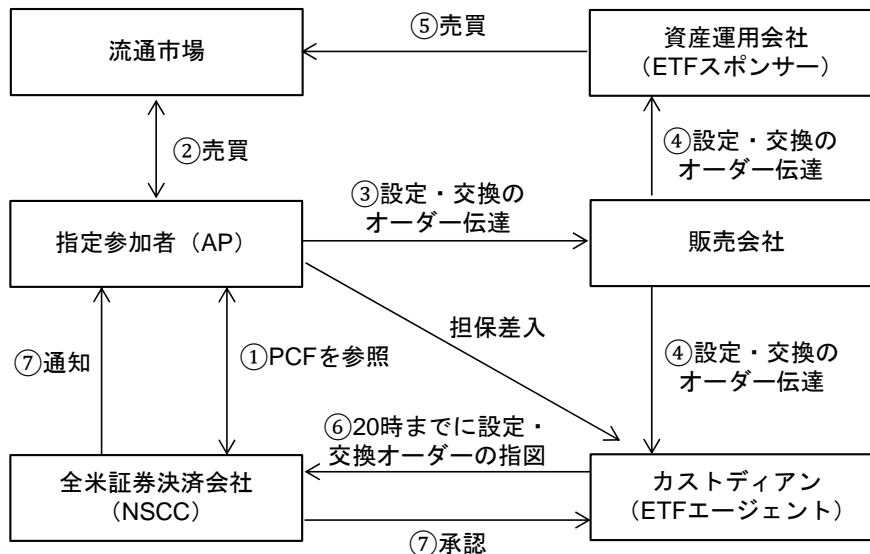 ⑤売買
流通市場
資産運用会社
（ETFスポンサー）
②売買
④設定・交換の
オーダー伝達
③設定・交換の
オーダー伝達
指定参加者（AP）
販売会社
⑦通知
①PCFを参照
担保差入
④設定・交換の
オーダー伝達
⑥20時までに設定・
交換オーダーの指図
全米証券決済会社
（NSCC）
カストディアン
（ETFエージェント）
⑦承認